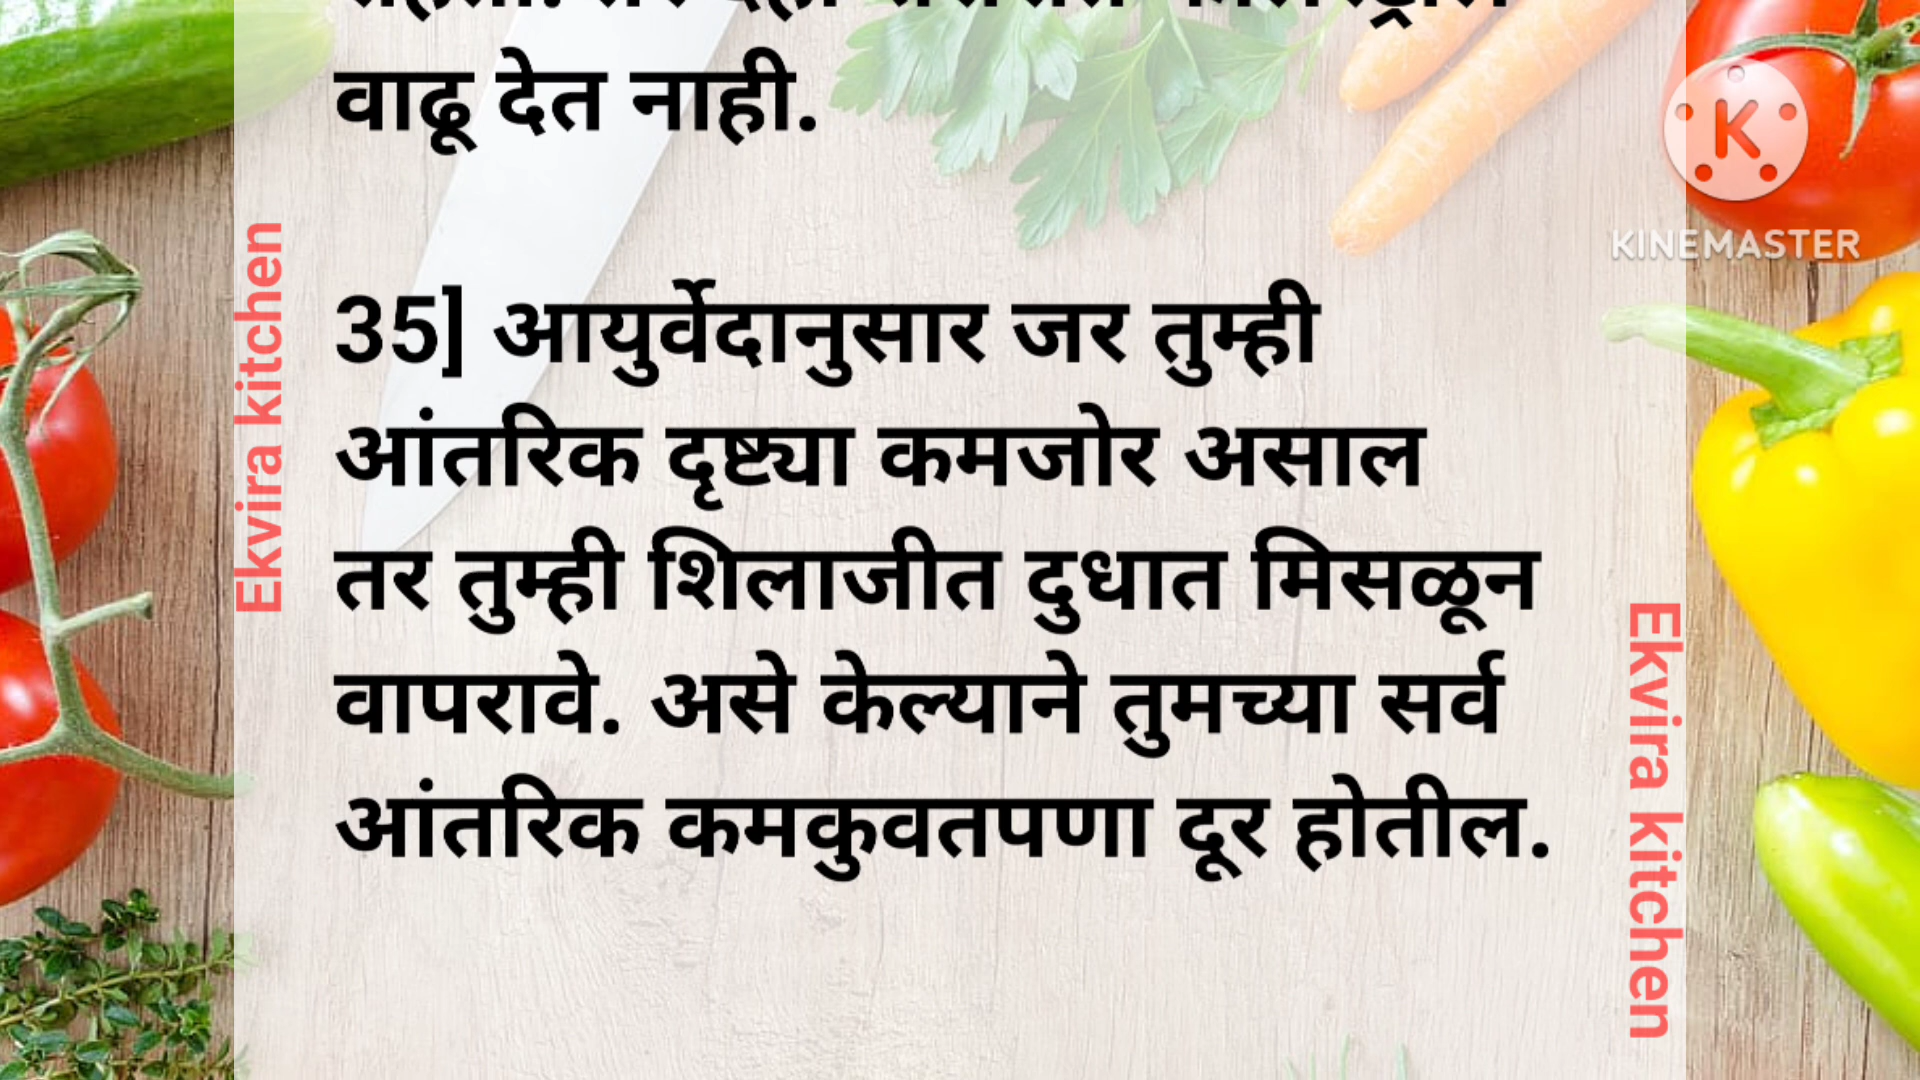 वाढू देत नाही.
35] आयुर्वेदानुसार जर तुम्ही
आंतरिक दृष्ट्या कमजोर असाल
तर तुम्ही शिलाजीत दुधात मिसळून
वापरावे. असे केल्याने तुमच्या सर्व
आंतरिक कमकुवतपणा दूर होतील.
Ekvira kitchen
Ekvira kitchen
K
KINEMASTER